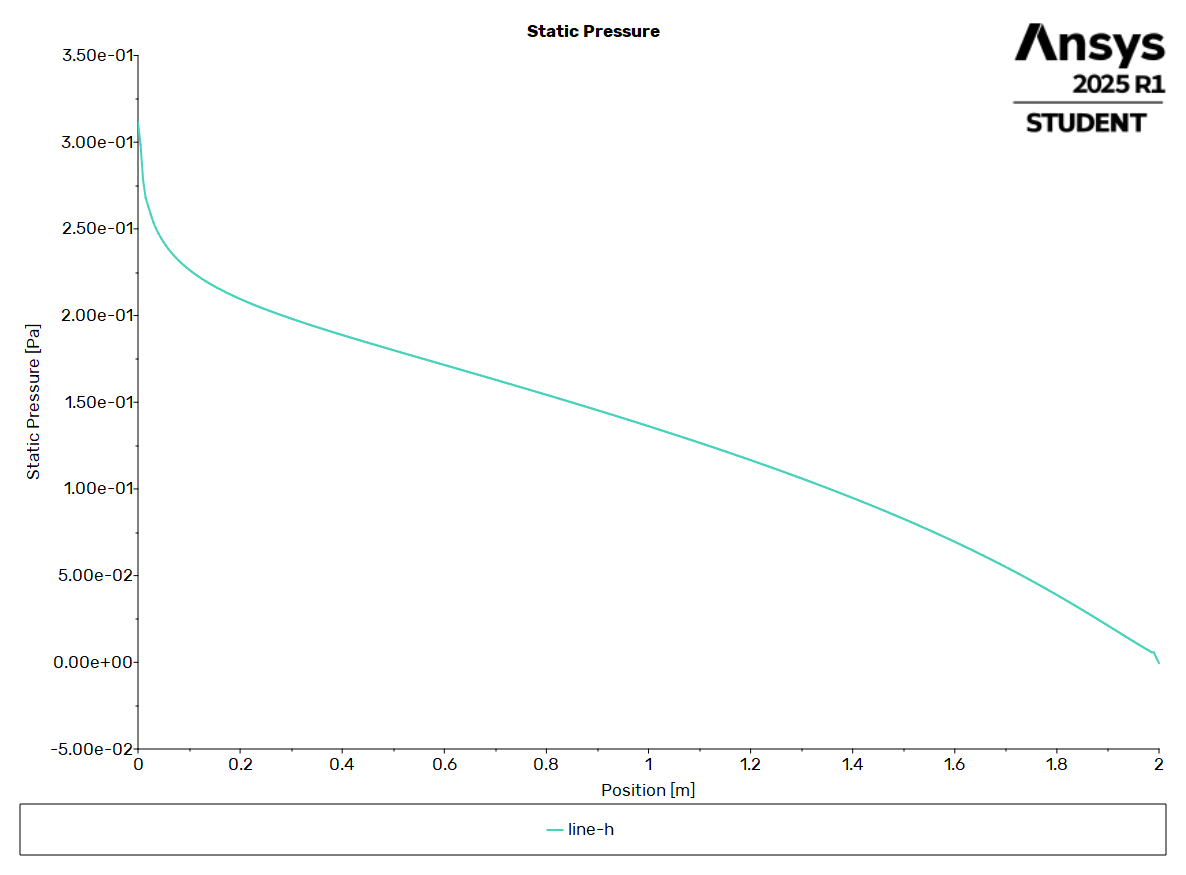 Static Pressure
Ansys
2025 R1
STUDENT
3.50e-01
3.00e-01
2.50e-01
2.00e-01
1.50e-01
1.00e-01
5.00e-02
0.00e+00
-5.00e-02
Static Pressure [Pa]
0 0.2 0.4 0.6 0.8 1 1.2 1.4 1.6 1.8 2
Position [m]
line-h